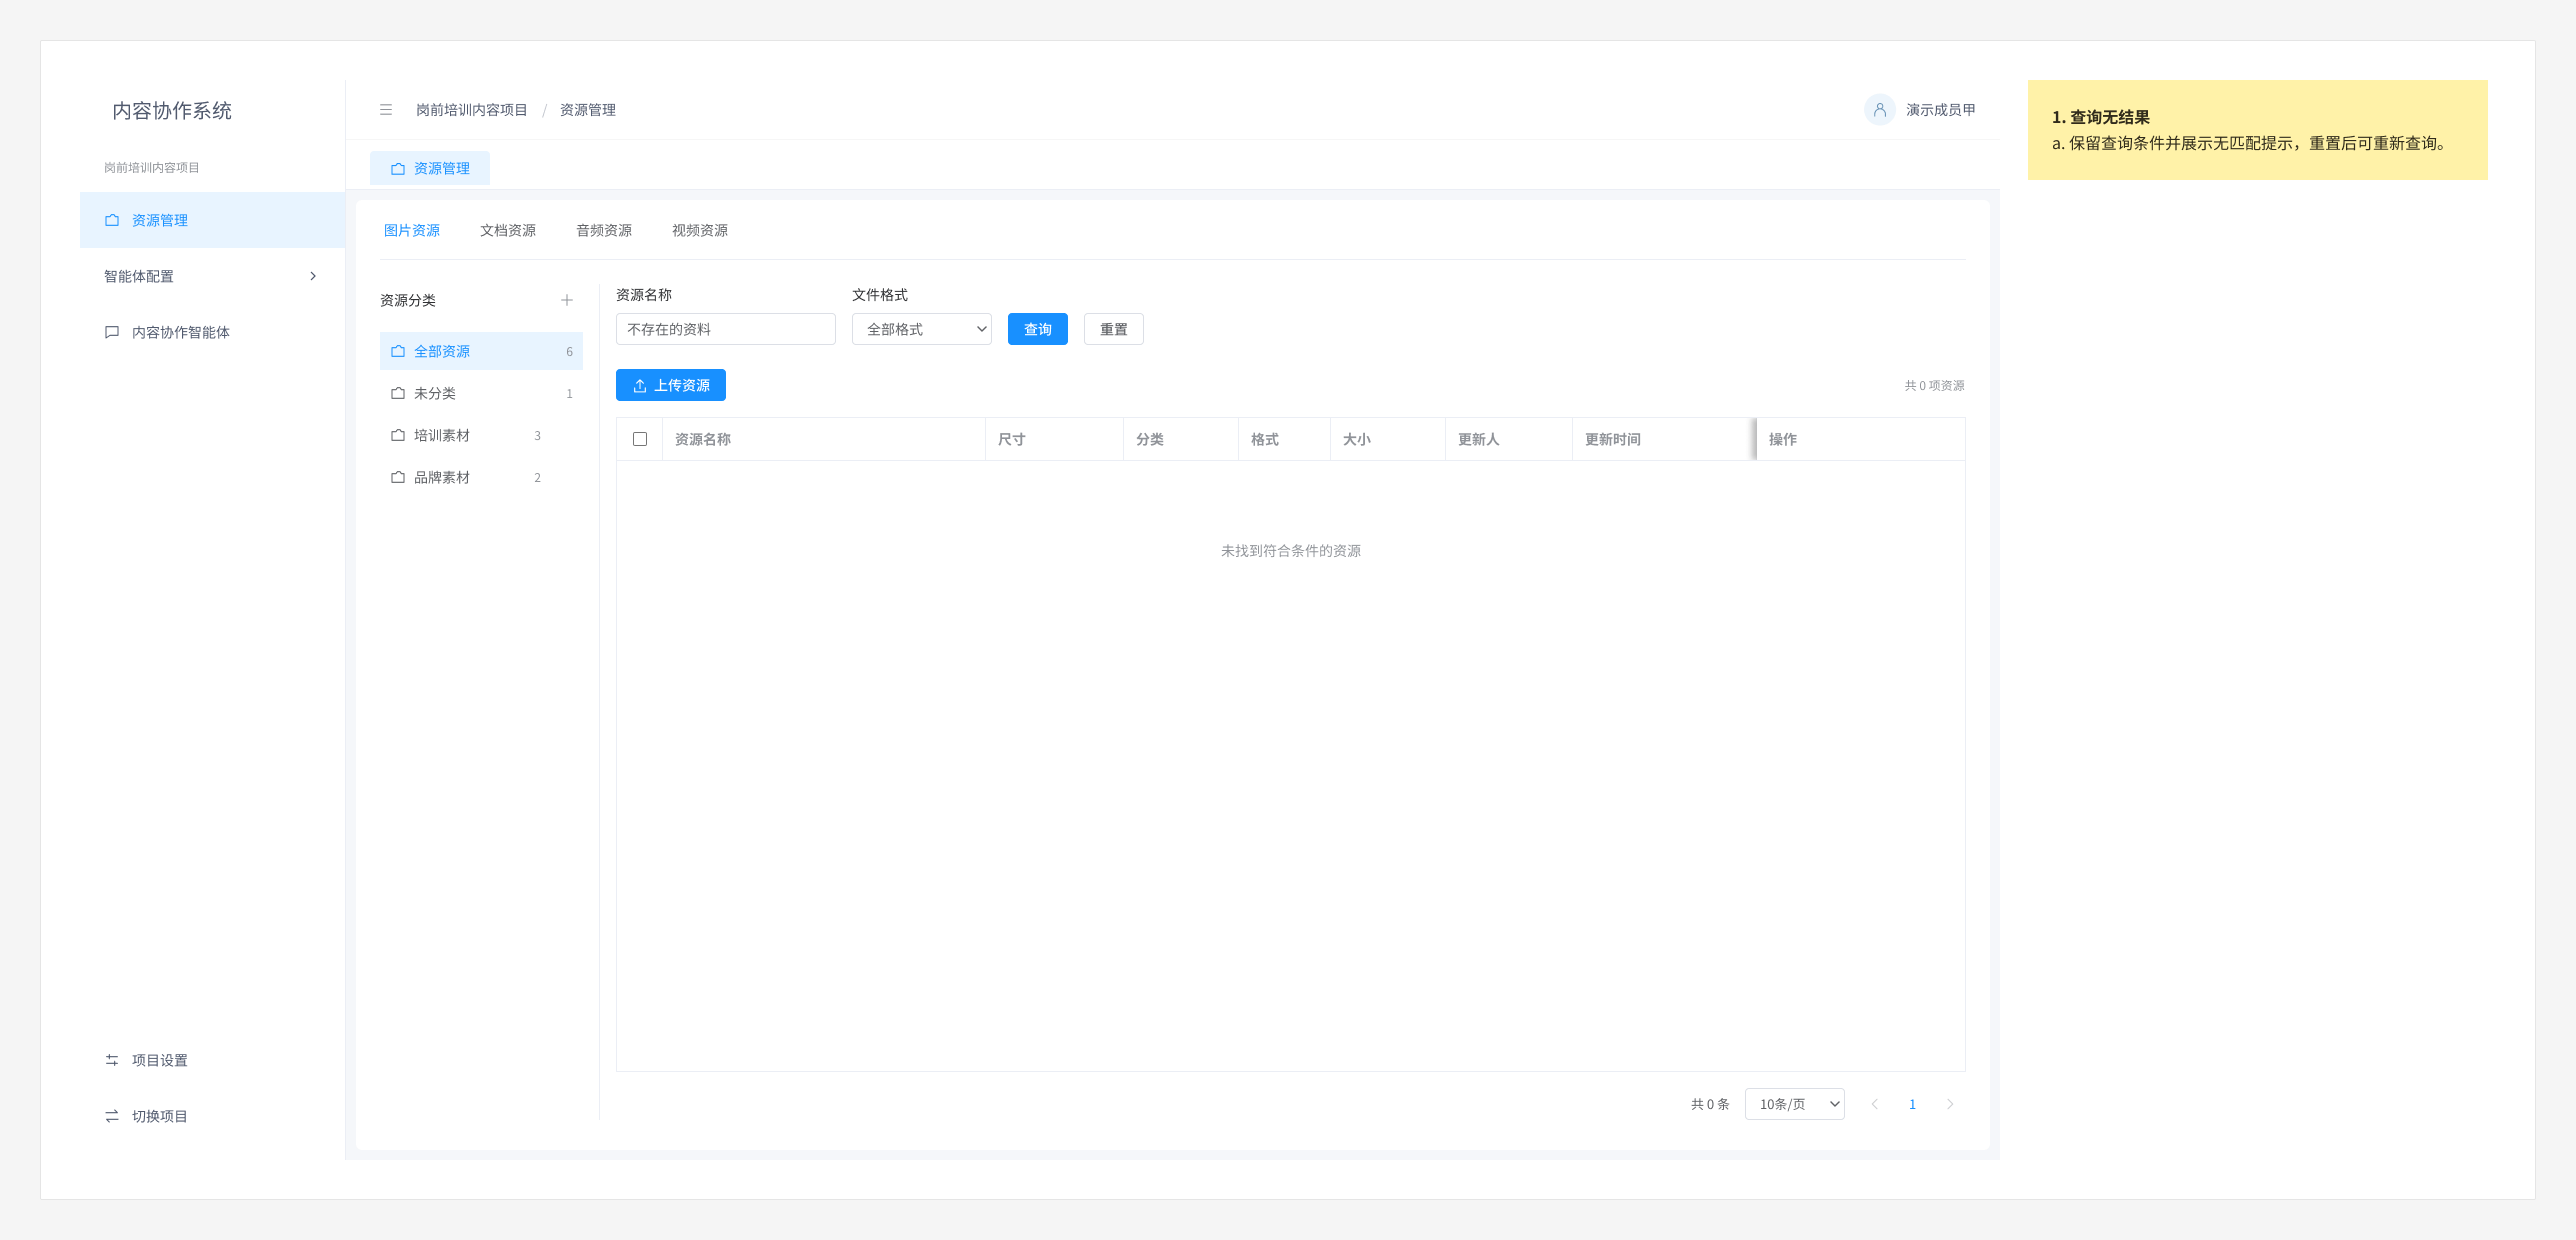 内容协作系统
岗前培训内容项目
资源管理
智能体配置
内容协作智能体
项目设置
切换项目
岗前培训内容项目 / 资源管理
演示成员甲
资源管理
图片资源 文档资源 音频资源 视频资源
资源分类
全部资源 6
未分类 1
培训素材 3
品牌素材 2
资源名称 文件格式
不存在的资料 全部格式 查询 重置
上传资源 共 0 项资源
资源名称 尺寸 分类 格式 大小 更新人 更新时间 操作
未找到符合条件的资源
共 0 条 10条/页 1
1. 查询无结果
a. 保留查询条件并展示无匹配提示，重置后可重新查询。